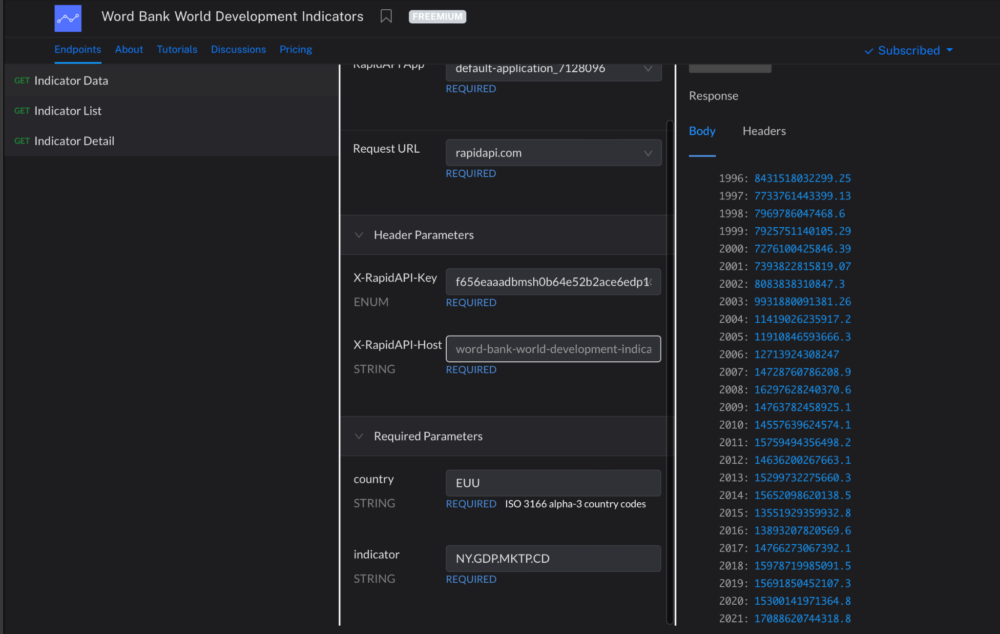 Word Bank World Development Indicators
FREEMIUM
Endpoints
About
Tutorials
Discussions
Pricing
Subscribed
GET Indicator Data
GET Indicator List
GET Indicator Detail
RapidAPI App
default-application_7128096
REQUIRED
Request URL
rapidapi.com
REQUIRED
Header Parameters
X-RapidAPI-Key
f656eaaadbmsh0b64e52b2ace6edp1
ENUM
REQUIRED
X-RapidAPI-Host
word-bank-world-development-indica
STRING
REQUIRED
Required Parameters
country
EUU
STRING
REQUIRED ISO 3166 alpha-3 country codes
indicator
NY.GDP.MKTP.CD
STRING
REQUIRED
Response
Body
Headers
1996: 8431518032299.25
1997: 7733761443399.13
1998: 7969786047468.6
1999: 7925751140105.29
2000: 7276100425846.39
2001: 7393822815819.07
2002: 8083838310847.3
2003: 9931880091381.26
2004: 11419026235917.2
2005: 11910846593666.3
2006: 12713924308247
2007: 14728760786208.9
2008: 16297628240370.6
2009: 14763782458925.1
2010: 14557639624574.1
2011: 15759494356498.2
2012: 14636200267663.1
2013: 15299732275660.3
2014: 15652098620138.5
2015: 13551929359932.8
2016: 13893207820569.6
2017: 14766273067392.1
2018: 15978719985091.5
2019: 15691850452107.3
2020: 15300141971364.8
2021: 17088620744318.8